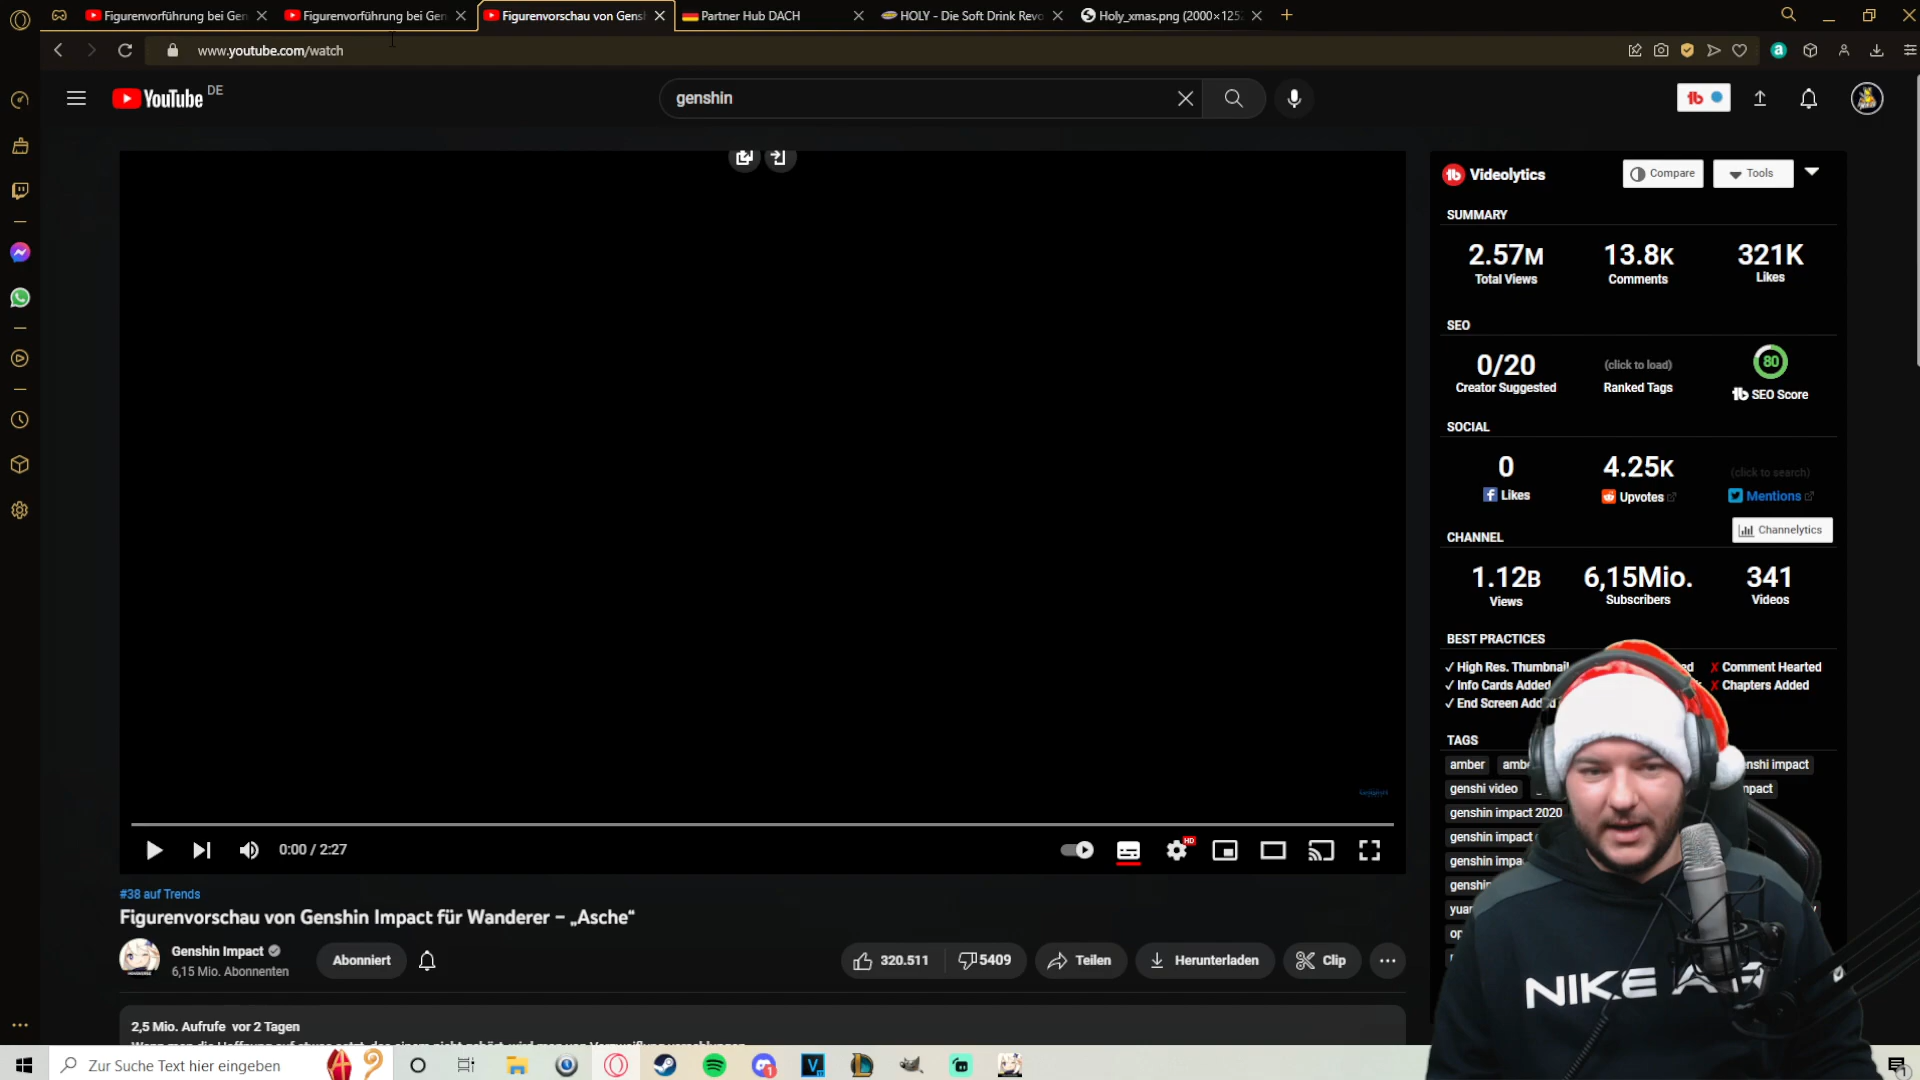 Figurenvorführung bei Gen
Figurenvorführung bei Gen
Figurenvorschau von Gensh
Partner Hub DACH
HOLY - Die Soft Drink Revo
Holy_xmas.png (2000×125
www.youtube.com/watch
YouTube DE
genshin
Videolytics
Compare
Tools
SUMMARY
2.57M 13.8K 321K
Total Views Comments Likes
SEO
0/20 (click to load) 80
Creator Suggested Ranked Tags SEO Score
SOCIAL
0 4.25K (click to search)
Likes Upvotes Mentions
Channelytics
CHANNEL
1.12B 6,15Mio. 341
Views Subscribers Videos
BEST PRACTICES
✓ High Res. Thumbnail ✗ Comment Hearted
✓ Info Cards Added ✗ Chapters Added
✓ End Screen Added
TAGS
amber
genshi video
genshin impact 2020
genshin impact
HD
0:00 / 2:27
#38 auf Trends
Figurenvorschau von Genshin Impact für Wanderer – „Asche“
Genshin Impact
6,15 Mio. Abonnenten
Abonniert
320.511 5409 Teilen Herunterladen Clip
2,5 Mio. Aufrufe vor 2 Tagen
NIKE
Zur Suche Text hier eingeben